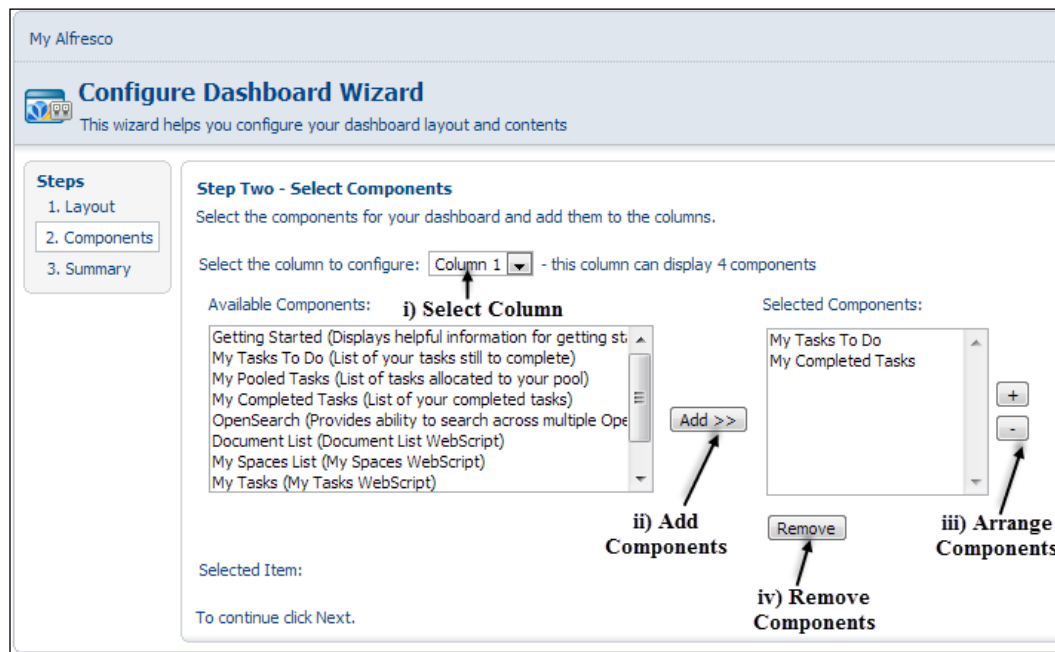 My Alfresco
Configure Dashboard Wizard
This wizard helps you configure your dashboard layout and contents
Steps
1. Layout
2. Components
3. Summary
Step Two - Select Components
Select the components for your dashboard and add them to the columns.
Select the column to configure: Column 1 - this column can display 4 components
i) Select Column
Available Components:
Getting Started (Displays helpful information for getting sta
My Tasks To Do (List of your tasks still to complete)
My Pooled Tasks (List of tasks allocated to your pool)
My Completed Tasks (List of your completed tasks)
OpenSearch (Provides ability to search across multiple Ope
Document List (Document List WebScript)
My Spaces List (My Spaces WebScript)
My Tasks (My Tasks WebScript)
Add >>
ii) Add
Components
Selected Components:
My Tasks To Do
My Completed Tasks
+
-
iii) Arrange
Components
Remove
iv) Remove
Components
Selected Item:
To continue click Next.